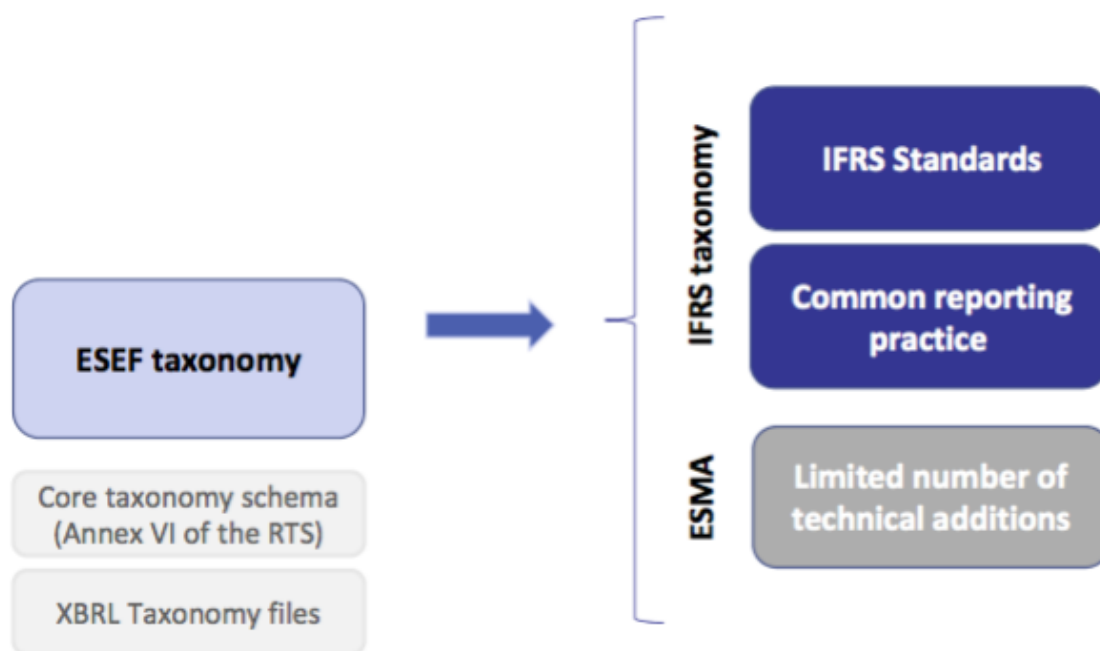 ESEF taxonomy
Core taxonomy schema
(Annex VI of the RTS)
XBRL Taxonomy files
IFRS taxonomy
IFRS Standards
Common reporting
practice
ESMA
Limited number of
technical additions